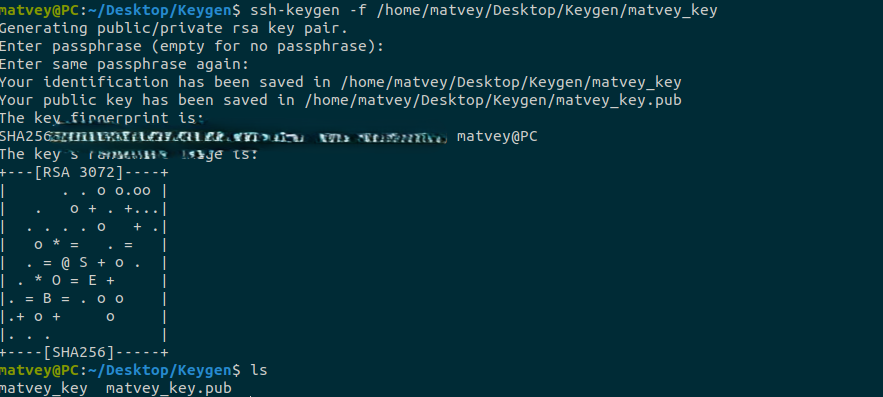 matvey@PC:~/Desktop/Keygen$ ssh-keygen -f /home/matvey/Desktop/Keygen/matvey_key
Generating public/private rsa key pair.
Enter passphrase (empty for no passphrase):
Enter same passphrase again:
Your identification has been saved in /home/matvey/Desktop/Keygen/matvey_key
Your public key has been saved in /home/matvey/Desktop/Keygen/matvey_key.pub
The key fingerprint is:
SHA256 matvey@PC
The key's is:
+---[RSA 3072]----+
|      . . o o.oo |
|   .   o + . +...|
|  . . . . o   + .|
|   o * =   . =   |
|  . = @ S + o .  |
| . * O = E +     |
|. = B = . o o    |
|.+ o +     o     |
|. . .            |
+----[SHA256]-----+
matvey@PC:~/Desktop/Keygen$ ls
matvey_key  matvey_key.pub